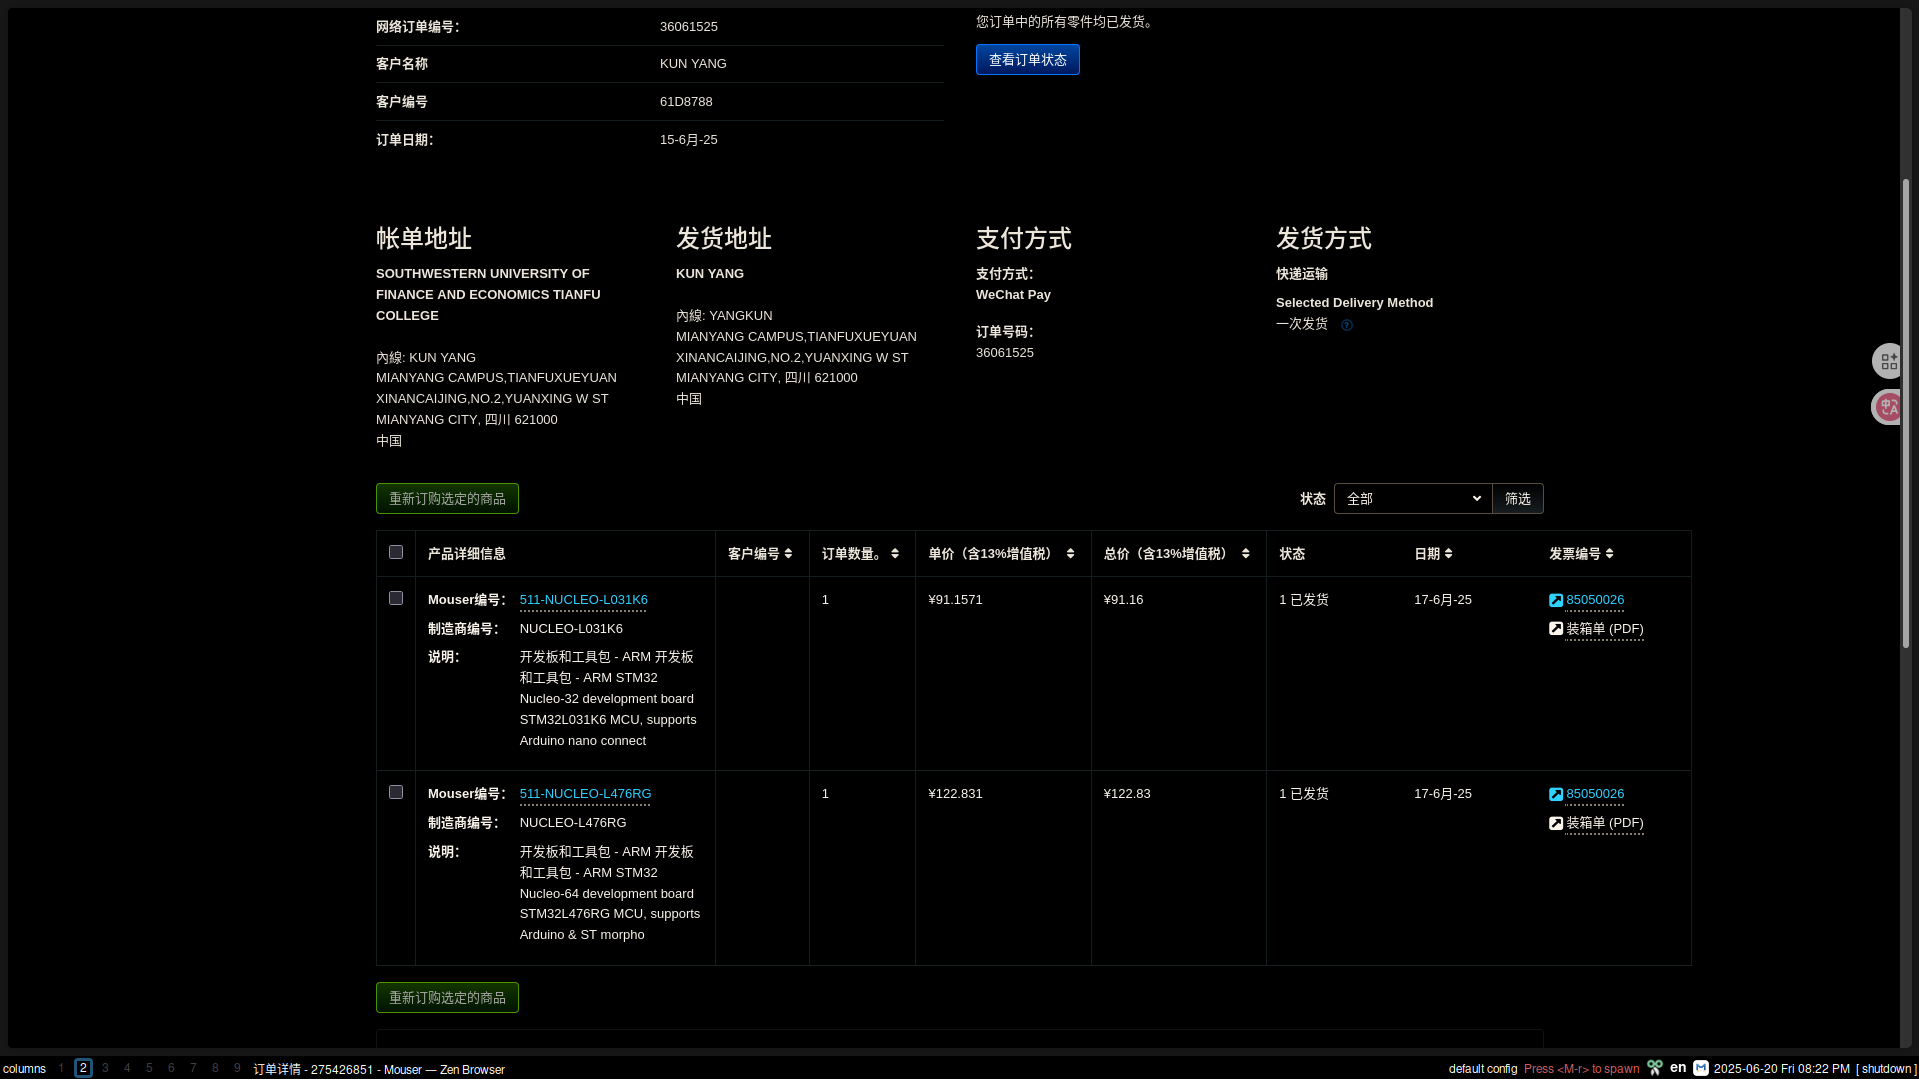 网络订单编号： 36061525
客户名称 KUN YANG
客户编号 61D8788
订单日期： 15-6月-25
您订单中的所有零件均已发货。
查看订单状态
帐单地址
SOUTHWESTERN UNIVERSITY OF
FINANCE AND ECONOMICS TIANFU
COLLEGE
內線: KUN YANG
MIANYANG CAMPUS,TIANFUXUEYUAN
XINANCAIJING,NO.2,YUANXING W ST
MIANYANG CITY, 四川 621000
中国
发货地址
KUN YANG
內線: YANGKUN
MIANYANG CAMPUS,TIANFUXUEYUAN
XINANCAIJING,NO.2,YUANXING W ST
MIANYANG CITY, 四川 621000
中国
支付方式
支付方式：
WeChat Pay
订单号码：
36061525
发货方式
快递运输
Selected Delivery Method
一次发货 ?
重新订购选定的商品
状态 全部 筛选
产品详细信息 客户编号 订单数量。 单价（含13%增值税） 总价（含13%增值税） 状态 日期 发票编号
Mouser编号： 511-NUCLEO-L031K6 1 ¥91.1571 ¥91.16 1 已发货 17-6月-25 85050026
制造商编号： NUCLEO-L031K6 装箱单 (PDF)
说明： 开发板和工具包 - ARM 开发板
和工具包 - ARM STM32
Nucleo-32 development board
STM32L031K6 MCU, supports
Arduino nano connect
Mouser编号： 511-NUCLEO-L476RG 1 ¥122.831 ¥122.83 1 已发货 17-6月-25 85050026
制造商编号： NUCLEO-L476RG 装箱单 (PDF)
说明： 开发板和工具包 - ARM 开发板
和工具包 - ARM STM32
Nucleo-64 development board
STM32L476RG MCU, supports
Arduino & ST morpho
重新订购选定的商品
columns 1 2 3 4 5 6 7 8 9 订单详情 - 275426851 - Mouser — Zen Browser default config Press <M-r> to spawn en 2025-06-20 Fri 08:22 PM [ shutdown ]